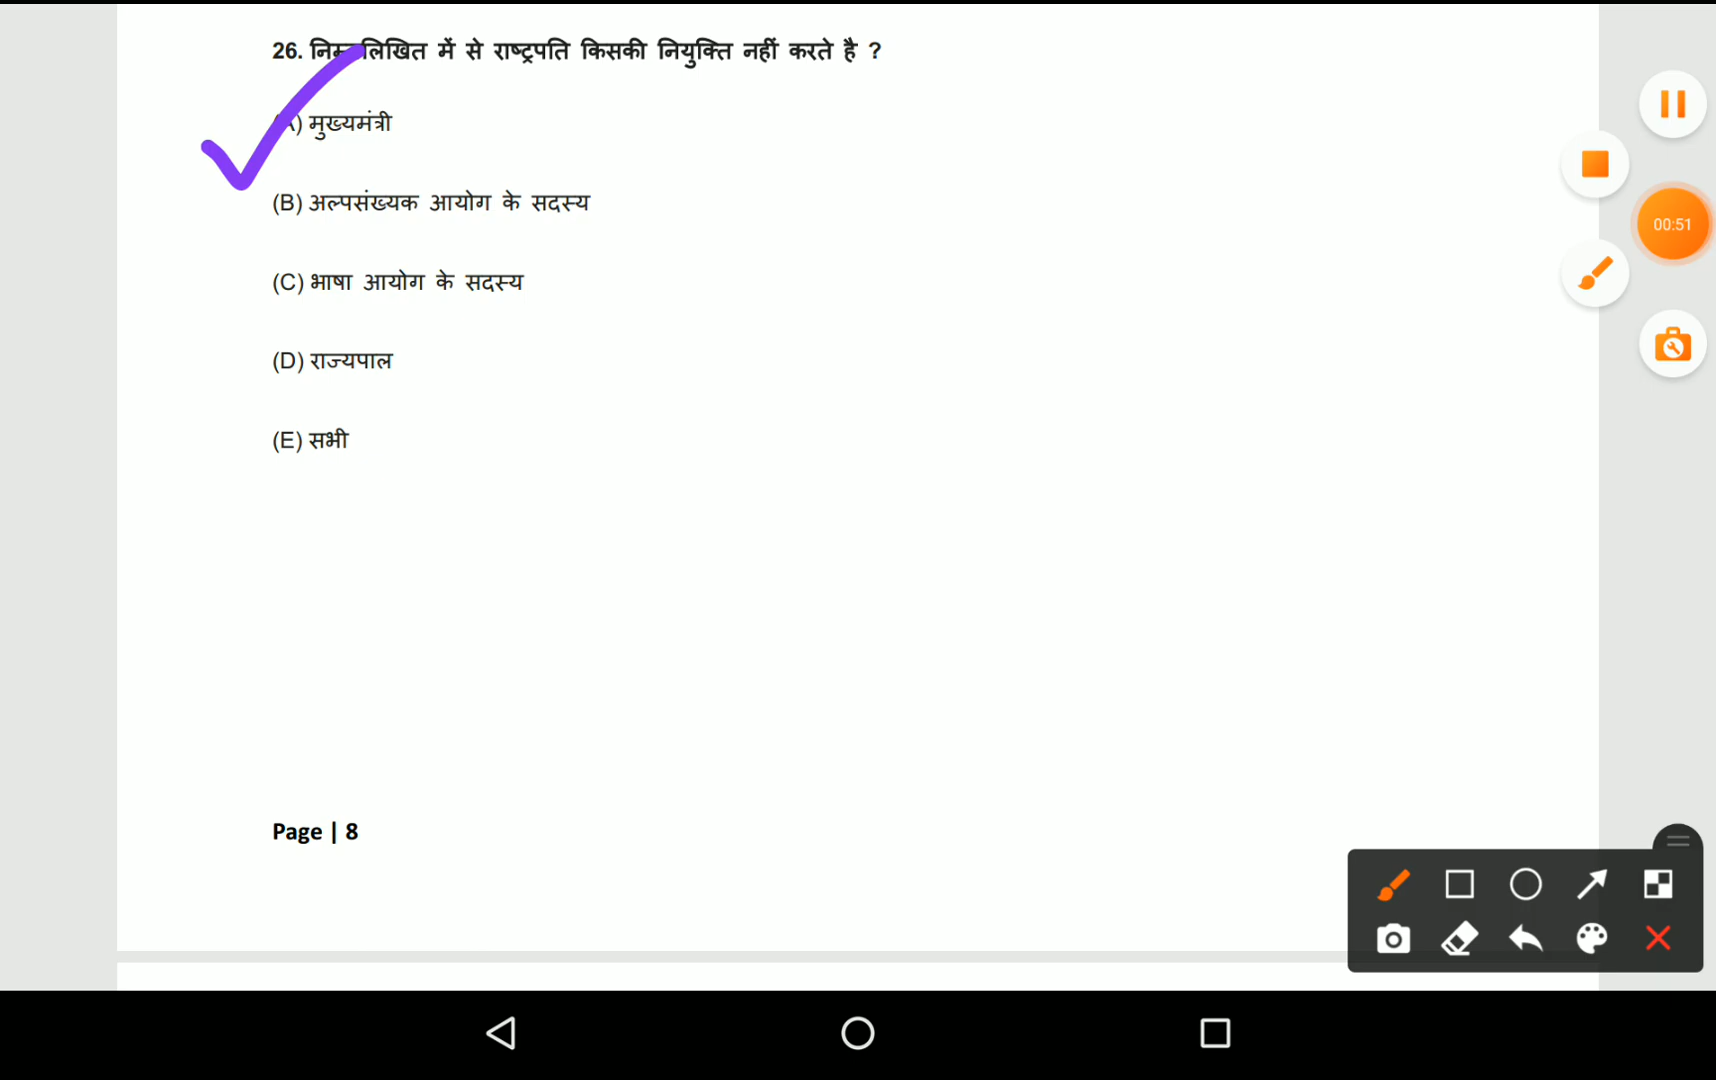 26. निम्नलिखित में से राष्ट्रपति किसकी नियुक्ति नहीं करते है ?
(A) मुख्यमंत्री
(B) अल्पसंख्यक आयोग के सदस्य
(C) भाषा आयोग के सदस्य
(D) राज्यपाल
(E) सभी
00:51
Page | 8